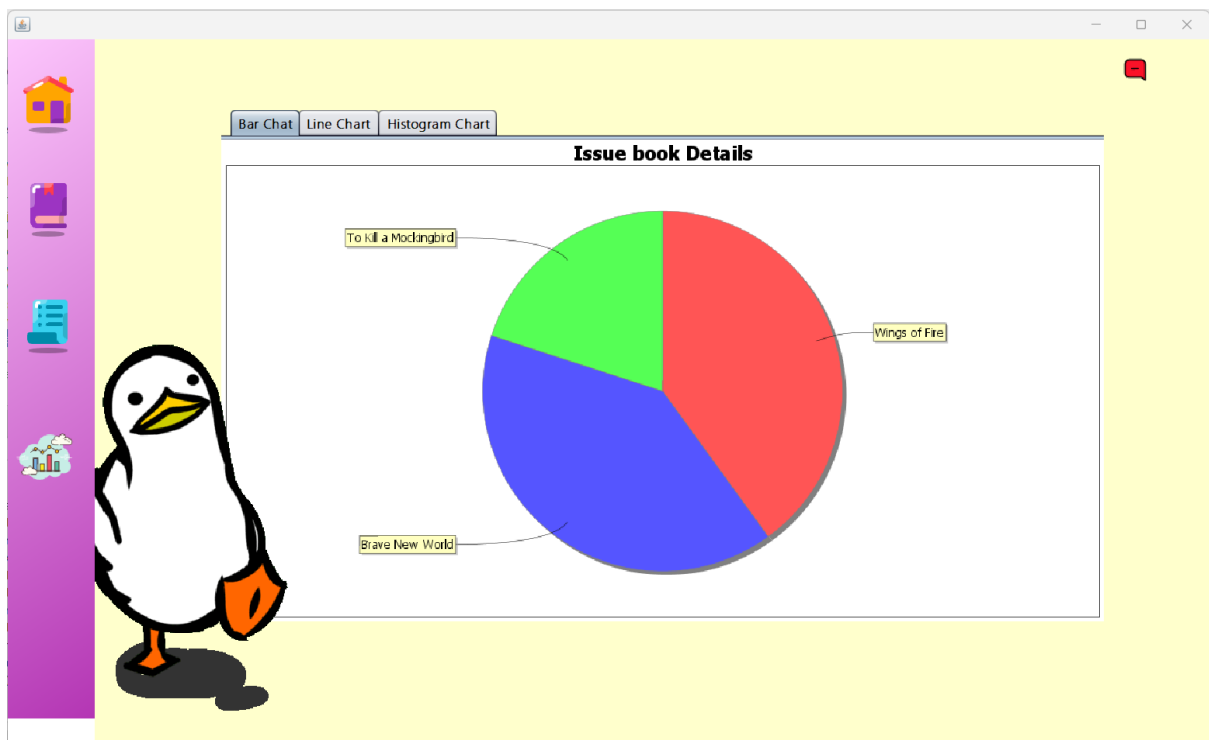 Bar Chat Line Chart Histogram Chart
Issue book Details
To Kill a Mockingbird
Wings of Fire
Brave New World